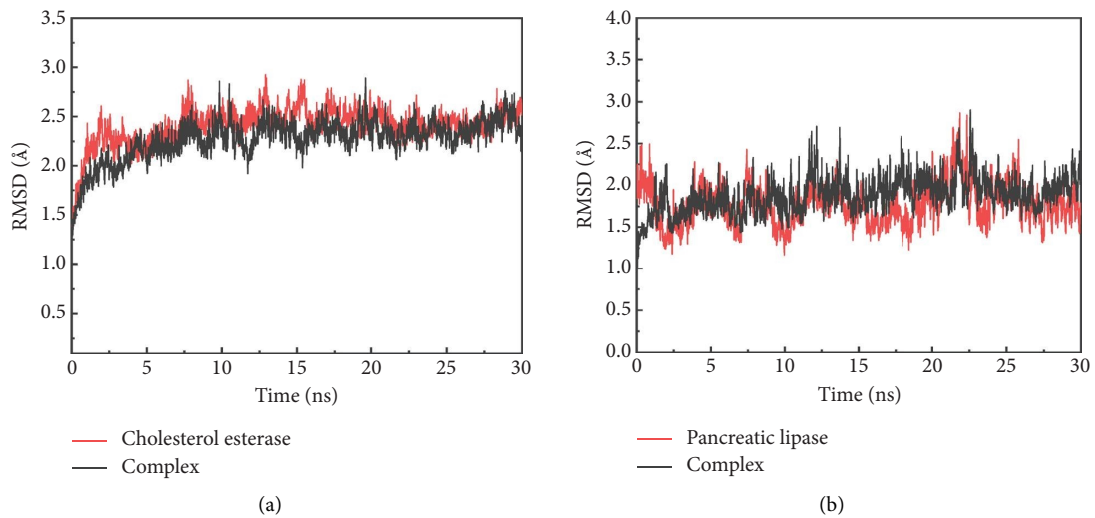 3.5
3.0
2.5
2.0
1.5
1.0
0.5
RMSD (Å)
0 5 10 15 20 25 30
Time (ns)
Cholesterol esterase
Complex
(a)
4.0
3.5
3.0
2.5
2.0
1.5
1.0
0.5
0.0
RMSD (Å)
0 5 10 15 20 25 30
Time (ns)
Pancreatic lipase
Complex
(b)